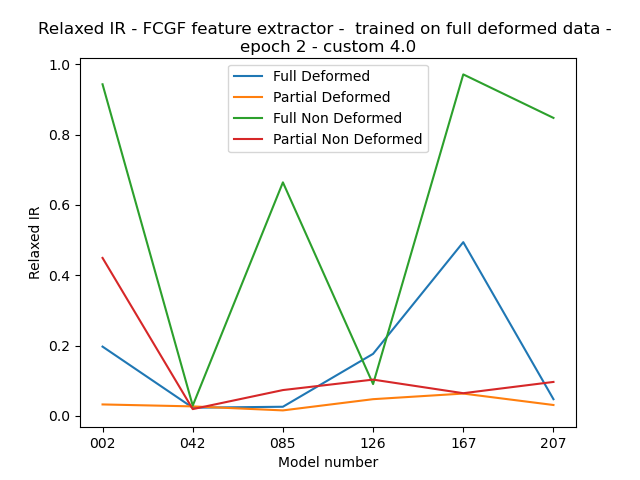 Relaxed IR - FCGF feature extractor -  trained on full deformed data -
epoch 2 - custom 4.0
Full Deformed
Partial Deformed
Full Non Deformed
Partial Non Deformed
Relaxed IR
1.0
0.8
0.6
0.4
0.2
0.0
002 042 085 126 167 207
Model number